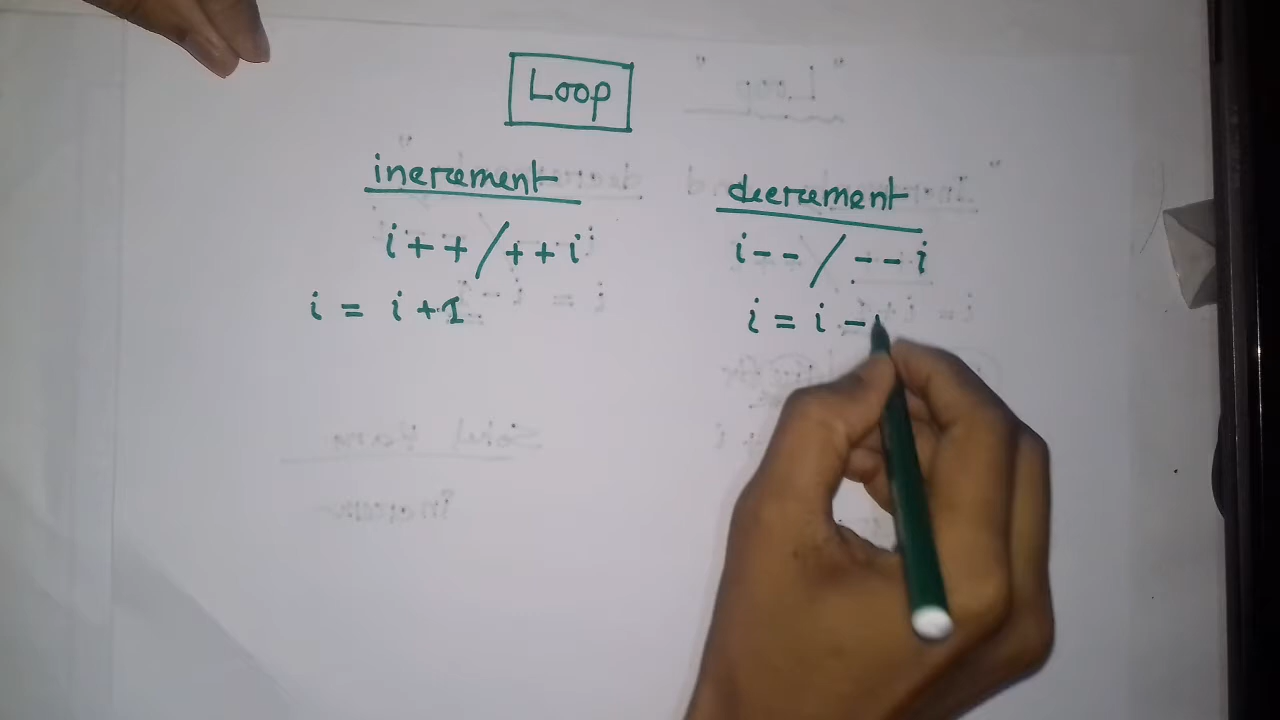 Loop
increment
i++/++i
i = i+1
decrement
i--/--i
i = i -